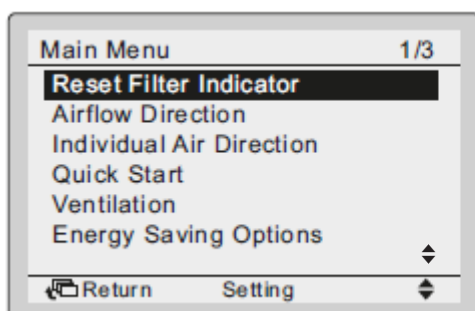 Main Menu 1/3
Reset Filter Indicator
Airflow Direction
Individual Air Direction
Quick Start
Ventilation
Energy Saving Options
Return Setting